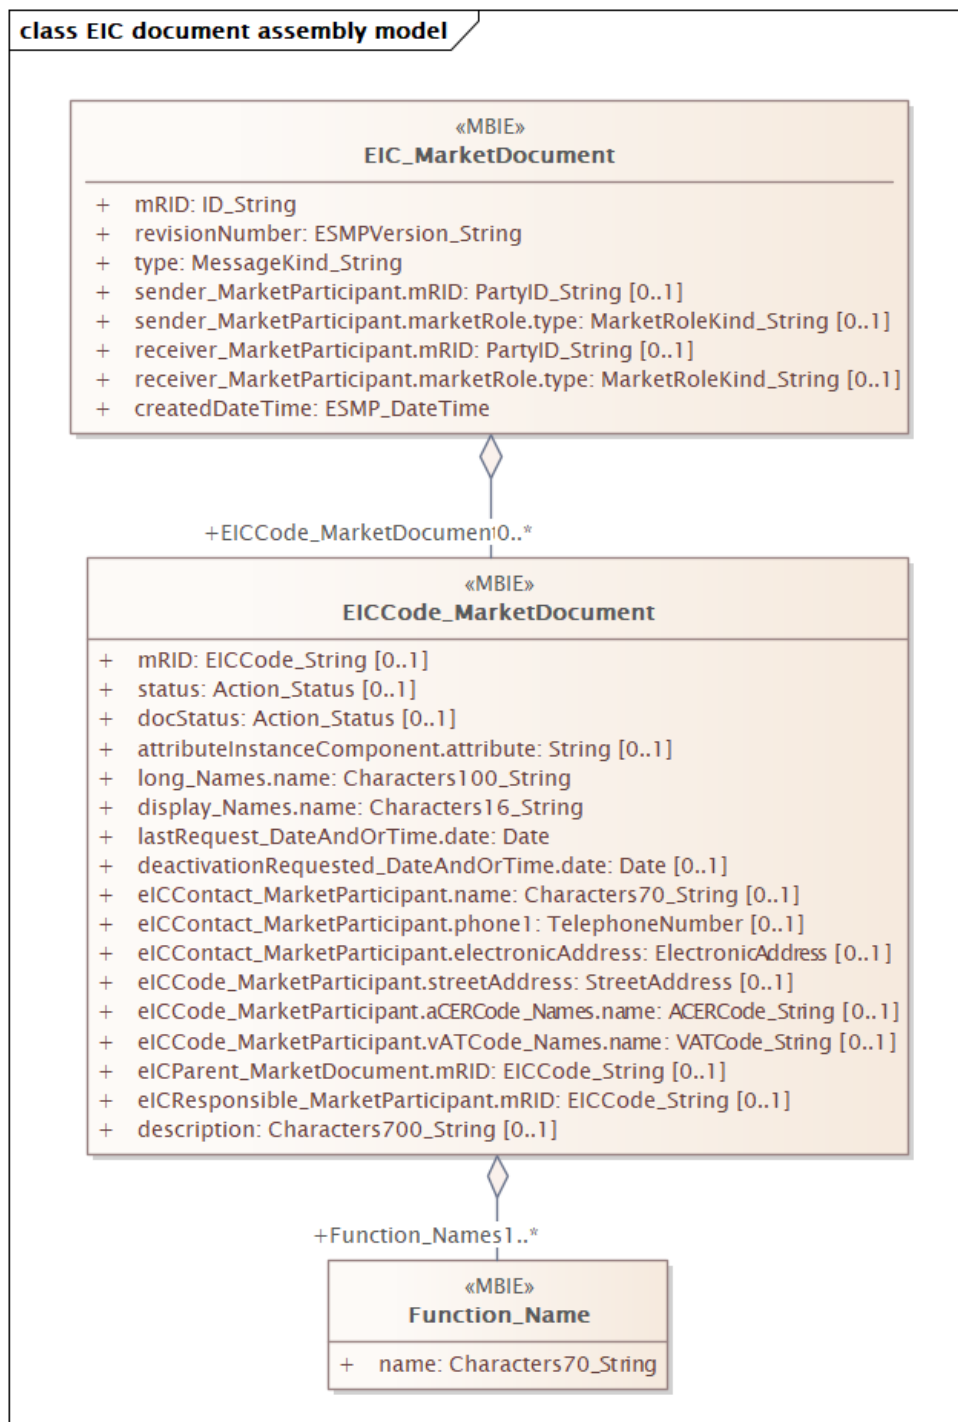 class EIC document assembly model
«MBIE»
EIC_MarketDocument
+ mRID: ID_String
+ revisionNumber: ESMPVersion_String
+ type: MessageKind_String
+ sender_MarketParticipant.mRID: PartyID_String [0..1]
+ sender_MarketParticipant.marketRole.type: MarketRoleKind_String [0..1]
+ receiver_MarketParticipant.mRID: PartyID_String [0..1]
+ receiver_MarketParticipant.marketRole.type: MarketRoleKind_String [0..1]
+ createdDateTime: ESMP_DateTime
+EICCode_MarketDocument 0..*
«MBIE»
EICCode_MarketDocument
+ mRID: EICCode_String [0..1]
+ status: Action_Status [0..1]
+ docStatus: Action_Status [0..1]
+ attributeInstanceComponent.attribute: String [0..1]
+ long_Names.name: Characters100_String
+ display_Names.name: Characters16_String
+ lastRequest_DateAndOrTime.date: Date
+ deactivationRequested_DateAndOrTime.date: Date [0..1]
+ eICContact_MarketParticipant.name: Characters70_String [0..1]
+ eICContact_MarketParticipant.phone1: TelephoneNumber [0..1]
+ eICContact_MarketParticipant.electronicAddress: ElectronicAddress [0..1]
+ eICCode_MarketParticipant.streetAddress: StreetAddress [0..1]
+ eICCode_MarketParticipant.aCERCode_Names.name: ACERCode_String [0..1]
+ eICCode_MarketParticipant.vATCode_Names.name: VATCode_String [0..1]
+ eICParent_MarketDocument.mRID: EICCode_String [0..1]
+ eICResponsible_MarketParticipant.mRID: EICCode_String [0..1]
+ description: Characters700_String [0..1]
+Function_Names 1..*
«MBIE»
Function_Name
+ name: Characters70_String